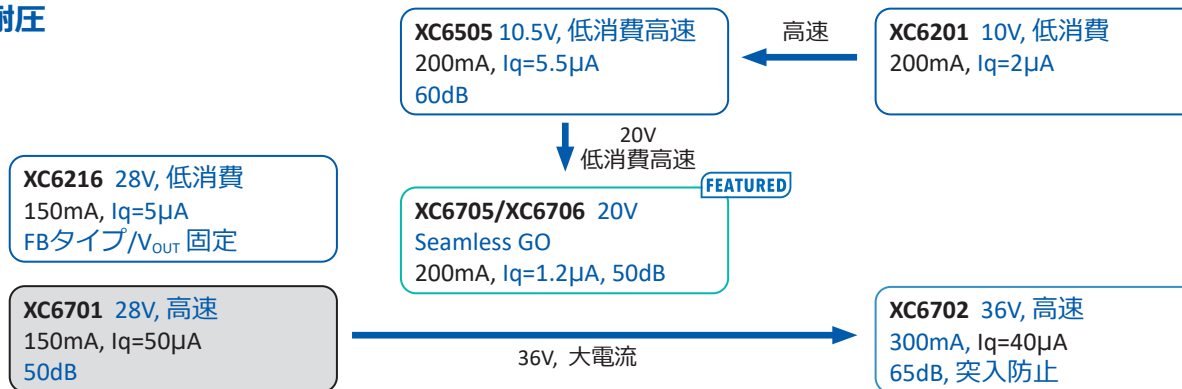 耐圧
XC6505 10.5V, 低消費高速
200mA, Iq=5.5µA
60dB
高速
XC6201 10V, 低消費
200mA, Iq=2µA
20V
低消費高速
XC6216 28V, 低消費
150mA, Iq=5µA
FBタイプ/VOUT 固定
FEATURED
XC6705/XC6706 20V
Seamless GO
200mA, Iq=1.2µA, 50dB
XC6701 28V, 高速
150mA, Iq=50µA
50dB
36V, 大電流
XC6702 36V, 高速
300mA, Iq=40µA
65dB, 突入防止